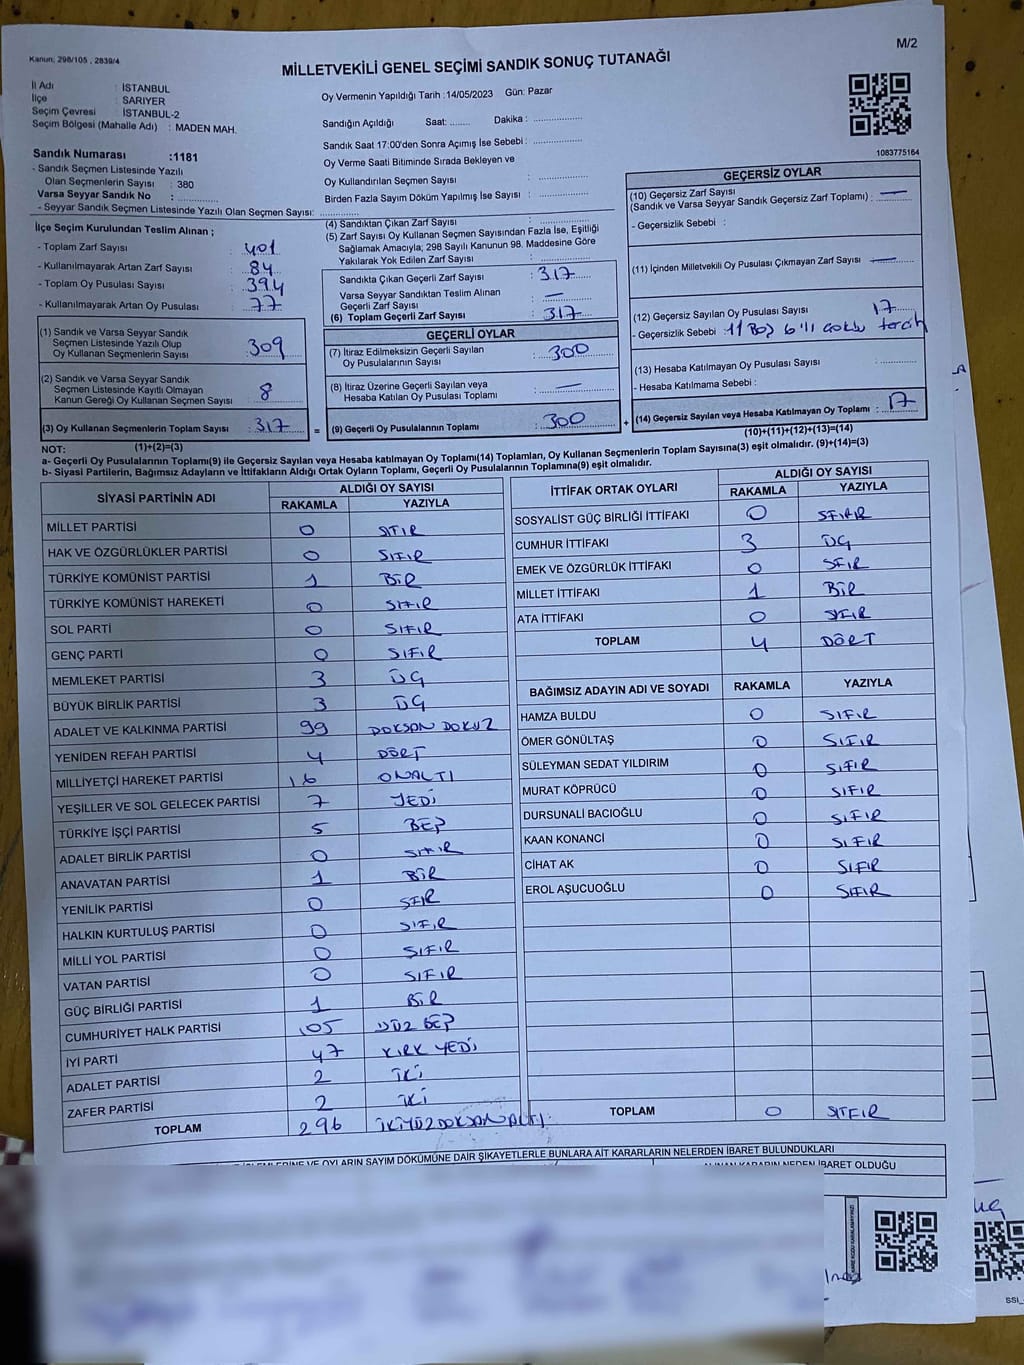 Kanun: 298/105 , 2839/4
M/2
MİLLETVEKİLİ GENEL SEÇİMİ SANDIK SONUÇ TUTANAĞI
İl Adı : İSTANBUL
İlçe : SARIYER
Seçim Çevresi : İSTANBUL-2
Seçim Bölgesi (Mahalle Adı) : MADEN MAH.
Sandık Numarası :1181
- Sandık Seçmen Listesinde Yazılı
Olan Seçmenlerin Sayısı : 380
Varsa Seyyar Sandık No : ..............
- Seyyar Sandık Seçmen Listesinde Yazılı Olan Seçmen Sayısı: ..............
Oy Vermenin Yapıldığı Tarih :14/05/2023 Gün: Pazar
Sandığın Açıldığı Saat: ........ Dakika : ..................
Sandık Saat 17:00'den Sonra Açımış İse Sebebi : ..................
Oy Verme Saati Bitiminde Sırada Bekleyen ve
Oy Kullandırılan Seçmen Sayısı : ..................
Birden Fazla Sayım Döküm Yapılmış İse Sayısı : ..................
1083775164
İlçe Seçim Kurulundan Teslim Alınan ;
- Toplam Zarf Sayısı : 401
- Kullanılmayarak Artan Zarf Sayısı : 84
- Toplam Oy Pusulası Sayısı : 394
- Kullanılmayarak Artan Oy Pusulası : 77
(1) Sandık ve Varsa Seyyar Sandık
Seçmen Listesinde Yazılı Olup
Oy Kullanan Seçmenlerin Sayısı : 309
(2) Sandık ve Varsa Seyyar Sandık
Seçmen Listesinde Kayıtlı Olmayan
Kanun Gereği Oy Kullanan Seçmen Sayısı : 8
(3) Oy Kullanan Seçmenlerin Toplam Sayısı : 317
(1)+(2)=(3)
(4) Sandıktan Çıkan Zarf Sayısı : ..................
(5) Zarf Sayısı Oy Kullanan Seçmen Sayısından Fazla İse, Eşitliği
Sağlamak Amacıyla; 298 Sayılı Kanunun 98. Maddesine Göre
Yakılarak Yok Edilen Zarf Sayısı : ..................
Sandıkta Çıkan Geçerli Zarf Sayısı : 317
Varsa Seyyar Sandıktan Teslim Alınan
Geçerli Zarf Sayısı : —
(6) Toplam Geçerli Zarf Sayısı : 317
GEÇERLİ OYLAR
(7) İtiraz Edilmeksizin Geçerli Sayılan
Oy Pusulalarının Sayısı : 300
(8) İtiraz Üzerine Geçerli Sayılan veya
Hesaba Katılan Oy Pusulası Toplamı : —
= (9) Geçerli Oy Pusulalarının Toplamı : 300 +
GEÇERSİZ OYLAR
(10) Geçersiz Zarf Sayısı
(Sandık ve Varsa Seyyar Sandık Geçersiz Zarf Toplamı) : —
- Geçersizlik Sebebi :
(11) İçinden Milletvekili Oy Pusulası Çıkmayan Zarf Sayısı : —
(12) Geçersiz Sayılan Oy Pusulası Sayısı : 17
- Geçersizlik Sebebi : 11 Boş 6'lı çoklu tercih
(13) Hesaba Katılmayan Oy Pusulası Sayısı : ..............
- Hesaba Katılmama Sebebi :
(14) Geçersiz Sayılan veya Hesaba Katılmayan Oy Toplamı : 17
(10)+(11)+(12)+(13)=(14)
NOT:
a- Geçerli Oy Pusulalarının Toplamı(9) ile Geçersiz Sayılan veya Hesaba Katılmayan Oy Toplamı(14) Toplamları, Oy Kullanan Seçmenlerin Toplam Sayısına(3) eşit olmalıdır. (9)+(14)=(3)
b- Siyasi Partilerin, Bağımsız Adayların ve İttifakların Aldığı Ortak Oyların Toplamı, Geçerli Oy Pusulalarının Toplamına(9) eşit olmalıdır.
SİYASİ PARTİNİN ADI ALDIĞI OY SAYISI
RAKAMLA YAZIYLA
MİLLET PARTİSİ 0 SIFIR
HAK VE ÖZGÜRLÜKLER PARTİSİ 0 SIFIR
TÜRKİYE KOMÜNİST PARTİSİ 1 BİR
TÜRKİYE KOMÜNİST HAREKETİ 0 SIFIR
SOL PARTİ 0 SIFIR
GENÇ PARTİ 0 SIFIR
MEMLEKET PARTİSİ 3 ÜÇ
BÜYÜK BİRLİK PARTİSİ 3 ÜÇ
ADALET VE KALKINMA PARTİSİ 99 DOKSAN DOKUZ
YENİDEN REFAH PARTİSİ 4 DÖRT
MİLLİYETÇİ HAREKET PARTİSİ 16 ONALTI
YEŞİLLER VE SOL GELECEK PARTİSİ 7 YEDİ
TÜRKİYE İŞÇİ PARTİSİ 5 BEŞ
ADALET BİRLİK PARTİSİ 0 SIFIR
ANAVATAN PARTİSİ 1 BİR
YENİLİK PARTİSİ 0 SIFIR
HALKIN KURTULUŞ PARTİSİ 0 SIFIR
MİLLİ YOL PARTİSİ 0 SIFIR
VATAN PARTİSİ 0 SIFIR
GÜÇ BİRLİĞİ PARTİSİ 1 BİR
CUMHURİYET HALK PARTİSİ 105 YÜZ BEŞ
İYİ PARTİ 47 KIRK YEDİ
ADALET PARTİSİ 2 İKİ
ZAFER PARTİSİ 2 İKİ
TOPLAM 296 İKİYÜZDOKSANALTI
İTTİFAK ORTAK OYLARI ALDIĞI OY SAYISI
RAKAMLA YAZIYLA
SOSYALİST GÜÇ BİRLİĞİ İTTİFAKI 0 SIFIR
CUMHUR İTTİFAKI 3 ÜÇ
EMEK VE ÖZGÜRLÜK İTTİFAKI 0 SIFIR
MİLLET İTTİFAKI 1 BİR
ATA İTTİFAKI 0 SIFIR
TOPLAM 4 DÖRT
BAĞIMSIZ ADAYIN ADI VE SOYADI RAKAMLA YAZIYLA
HAMZA BULDU 0 SIFIR
ÖMER GÖNÜLTAŞ 0 SIFIR
SÜLEYMAN SEDAT YILDIRIM 0 SIFIR
MURAT KÖPRÜCÜ 0 SIFIR
DURSUNALİ BACIOĞLU 0 SIFIR
KAAN KONANCİ 0 SIFIR
CİHAT AK 0 SIFIR
EROL AŞUCUOĞLU 0 SIFIR
TOPLAM 0 SIFIR
VE OYLARIN SAYIM DÖKÜMÜNE DAİR ŞİKAYETLERLE BUNLARA AİT KARARLARIN NELERDEN İBARET BULUNDUKLARI
ALINAN KARARIN NEDEN İBARET OLDUĞU
SSI_